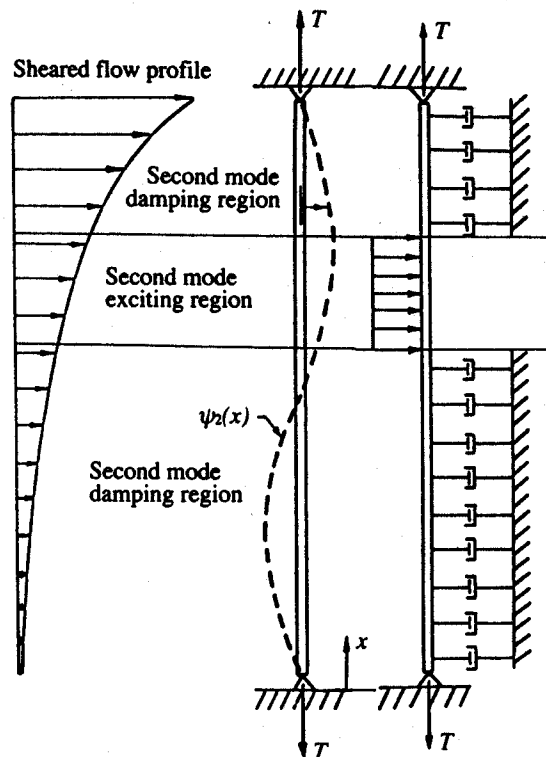 T
T
Sheared flow profile
Second mode
damping region
Second mode
exciting region
ψ₂(x)
Second mode
damping region
x
T
T